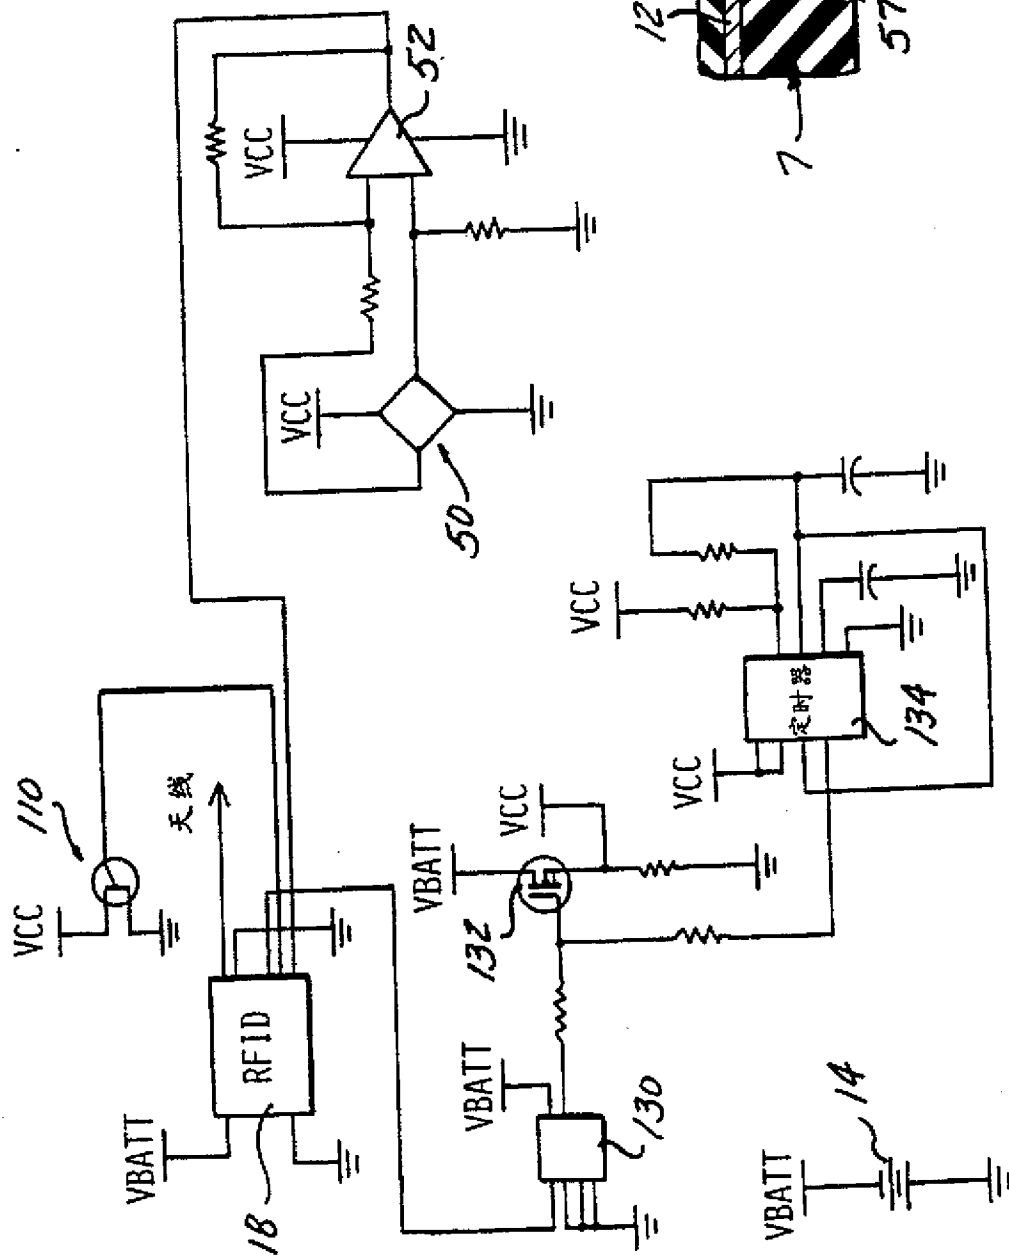 VCC
110
VBATT
天线
18
RFID
VCC
VCC
52
VBATT
50
132
VBATT
VCC
VCC
130
12
VCC
VBATT
7
定时器
14
134
57